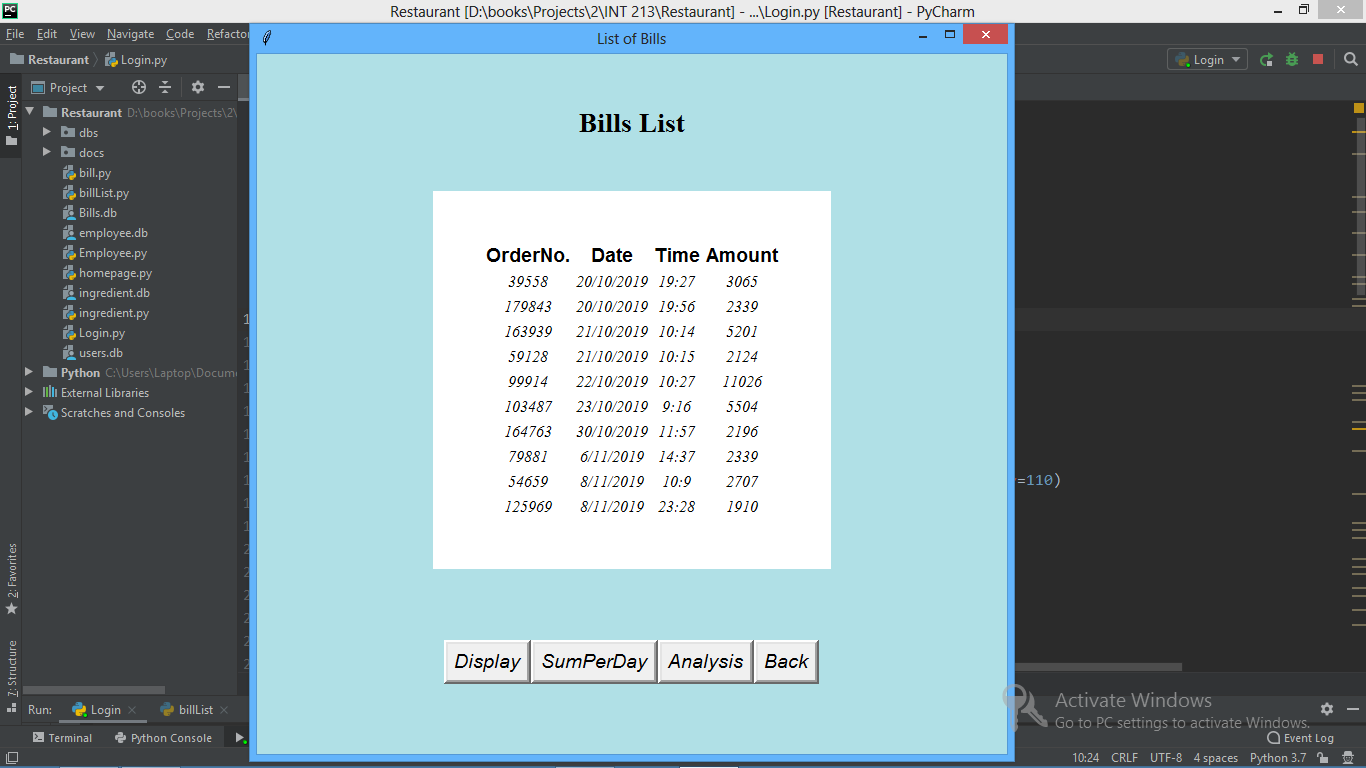 PC
Restaurant [D:\books\Projects\2\INT 213\Restaurant] - ...\Login.py [Restaurant] - PyCharm
File Edit View Navigate Code Refactor
List of Bills
Restaurant Login.py
Login
1: Project
Project
Restaurant D:\books\Projects\2\
dbs
docs
bill.py
billList.py
Bills.db
employee.db
Employee.py
homepage.py
ingredient.db
ingredient.py
Login.py
users.db
Python C:\Users\Laptop\Docume
External Libraries
Scratches and Consoles
Bills List
OrderNo. Date Time Amount
39558 20/10/2019 19:27 3065
179843 20/10/2019 19:56 2339
163939 21/10/2019 10:14 5201
59128 21/10/2019 10:15 2124
99914 22/10/2019 10:27 11026
103487 23/10/2019 9:16 5504
164763 30/10/2019 11:57 2196
79881 6/11/2019 14:37 2339
54659 8/11/2019 10:9 2707
125969 8/11/2019 23:28 1910
=110)
Display SumPerDay Analysis Back
2: Favorites
7: Structure
Activate Windows
Go to PC settings to activate Windows.
Run: Login billList
Terminal Python Console
Event Log
10:24 CRLF UTF-8 4 spaces Python 3.7